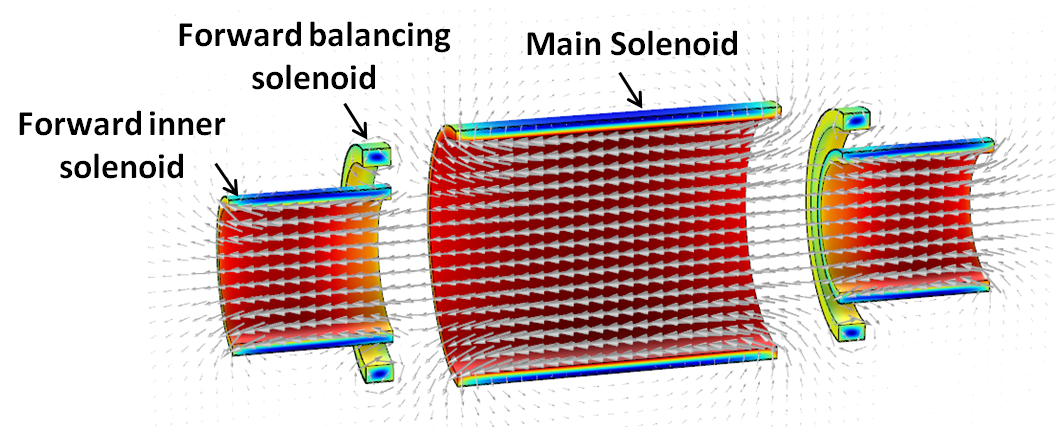 Forward balancing
solenoid
Main Solenoid
Forward inner
solenoid